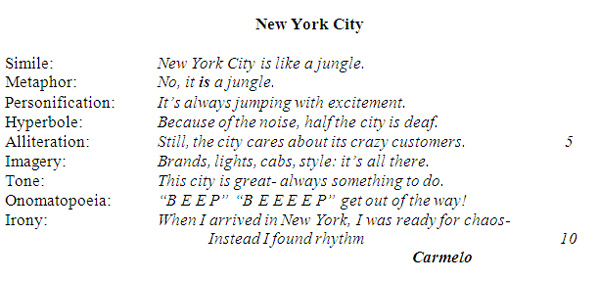 New York City
Simile: New York City is like a jungle.
Metaphor: No, it is a jungle.
Personification: It's always jumping with excitement.
Hyperbole: Because of the noise, half the city is deaf.
Alliteration: Still, the city cares about its crazy customers. 5
Imagery: Brands, lights, cabs, style: it's all there.
Tone: This city is great- always something to do.
Onomatopoeia: “B E E P” “B E E E E P” get out of the way!
Irony: When I arrived in New York, I was ready for chaos-
Instead I found rhythm 10
Carmelo